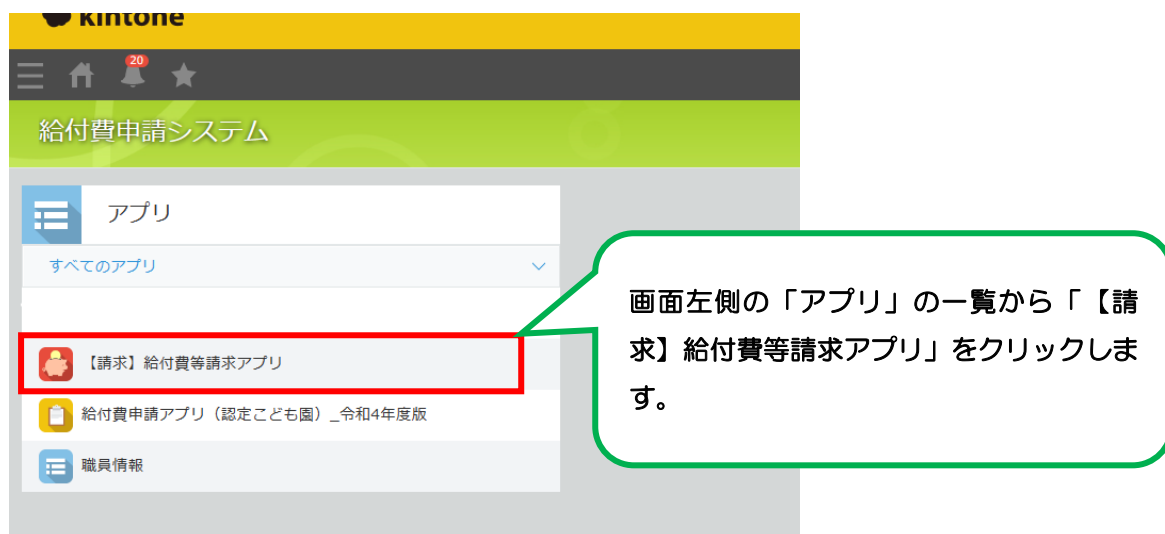 kintone
20
給付費申請システム
アプリ
すべてのアプリ
【請求】給付費等請求アプリ
給付費申請アプリ（認定こども園）_令和4年度版
職員情報
画面左側の「アプリ」の一覧から「【請
求】給付費等請求アプリ」をクリックしま
す。